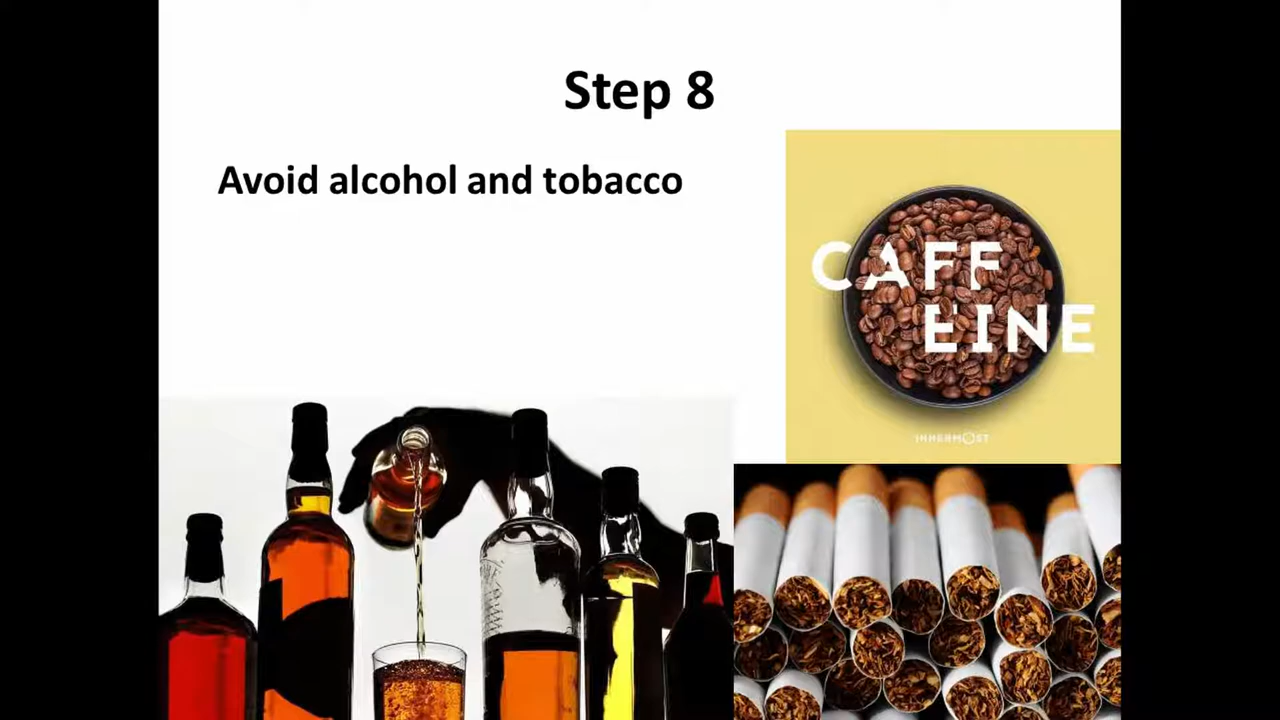 Step 8
Avoid alcohol and tobacco
CAFF
EINE
INNERMOST